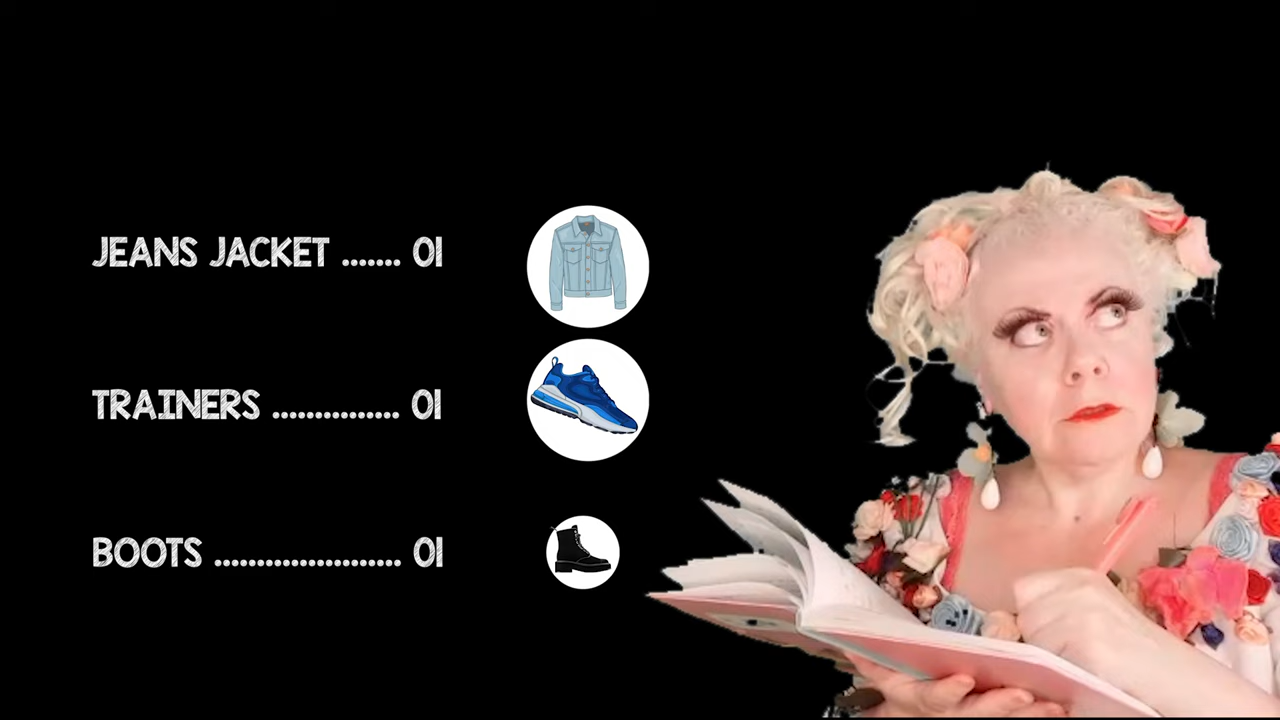 JEANS JACKET ....... 01
TRAINERS ............... 01
BOOTS ...................... 01